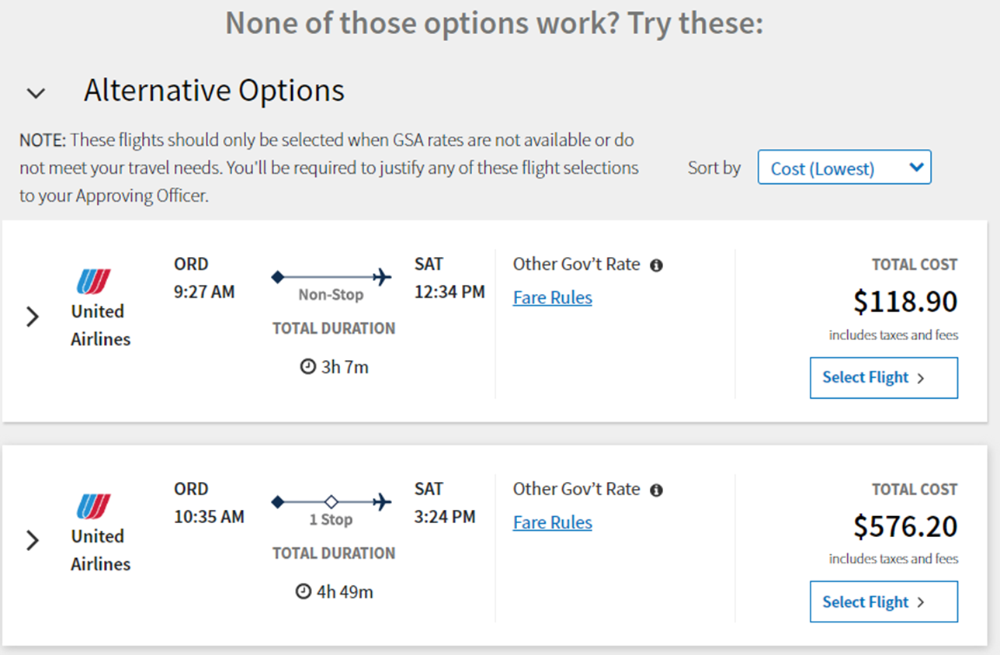 None of those options work? Try these:
Alternative Options
NOTE: These flights should only be selected when GSA rates are not available or do
not meet your travel needs. You'll be required to justify any of these flight selections
to your Approving Officer.
Sort by
Cost (Lowest)
United
Airlines
ORD
9:27 AM
Non-Stop
TOTAL DURATION
3h 7m
SAT
12:34 PM
Other Gov’t Rate
Fare Rules
TOTAL COST
$118.90
includes taxes and fees
Select Flight
United
Airlines
ORD
10:35 AM
1 Stop
TOTAL DURATION
4h 49m
SAT
3:24 PM
Other Gov’t Rate
Fare Rules
TOTAL COST
$576.20
includes taxes and fees
Select Flight